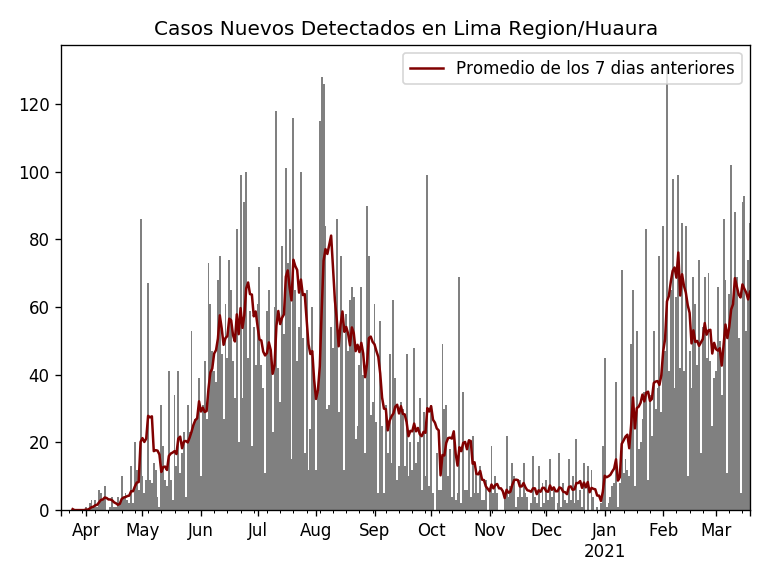 Casos Nuevos Detectados en Lima Region/Huaura
Promedio de los 7 dias anteriores
120
100
80
60
40
20
0
Apr May Jun Jul Aug Sep Oct Nov Dec Jan Feb Mar
2021